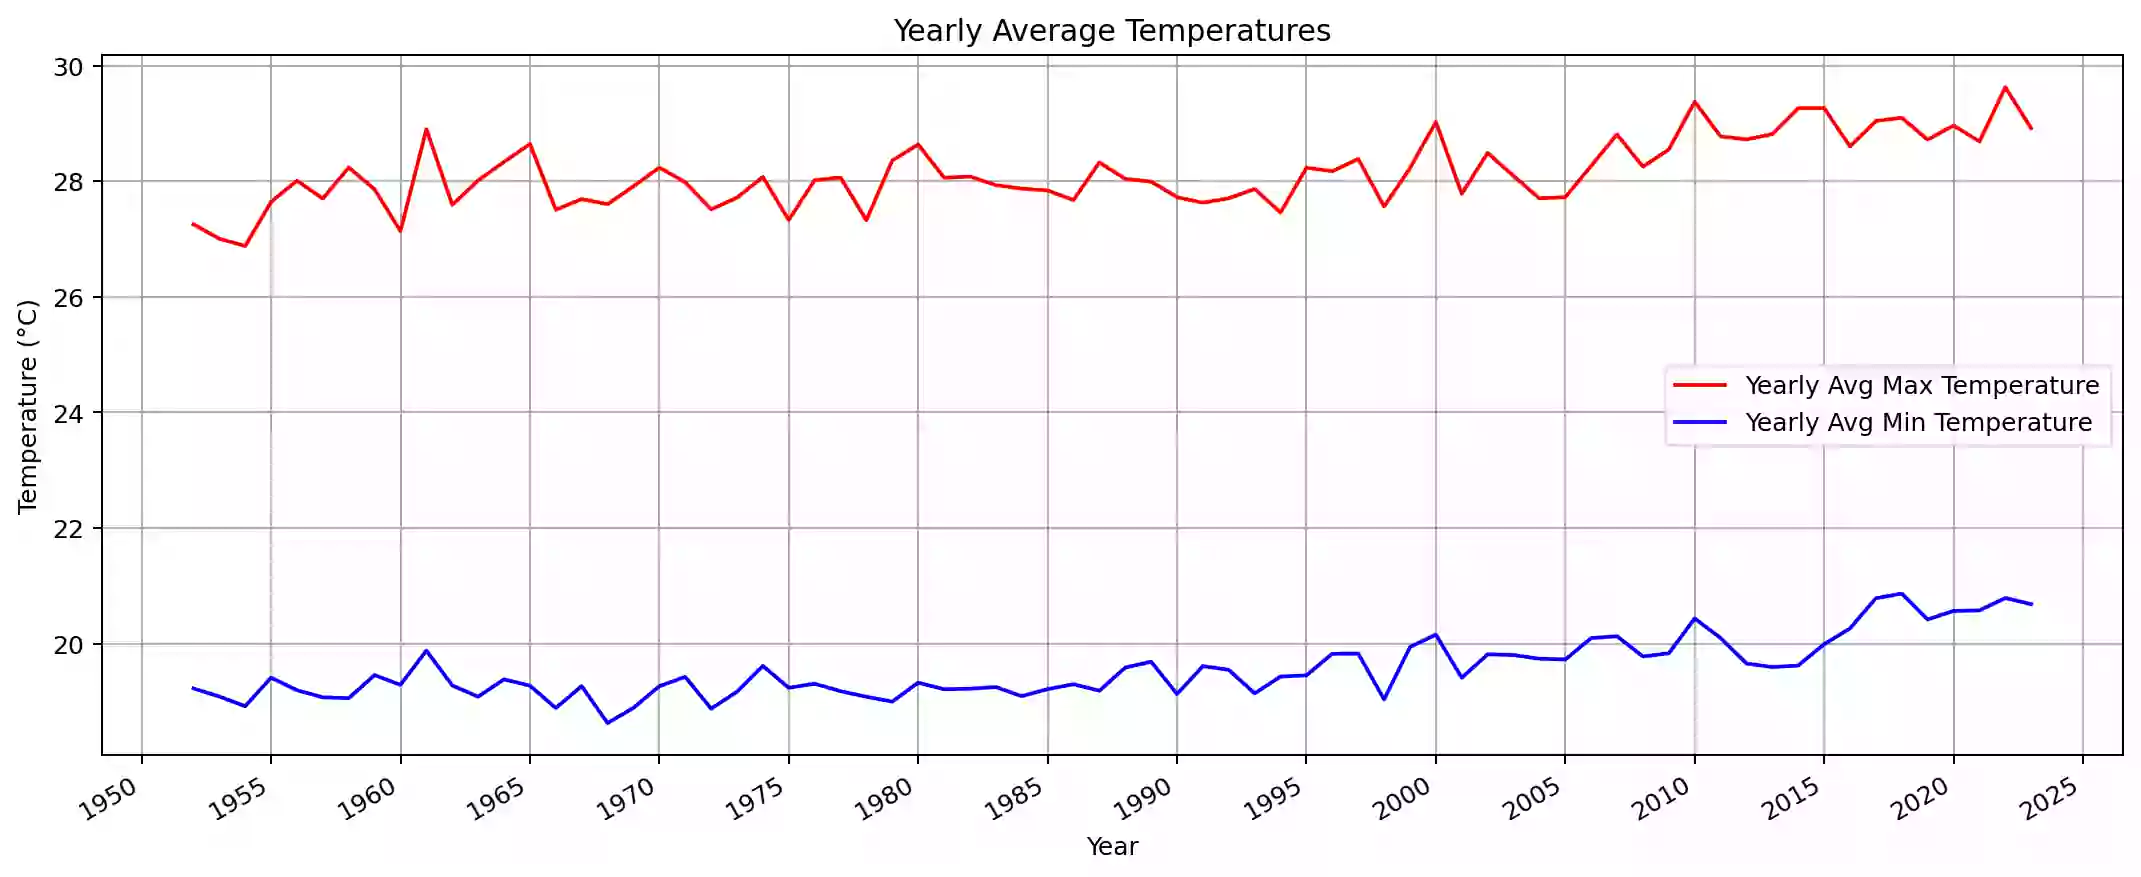 Yearly Average Temperatures
30
28
26
24
22
20
Temperature (°C)
Yearly Avg Max Temperature
Yearly Avg Min Temperature
1950 1955 1960 1965 1970 1975 1980 1985 1990 1995 2000 2005 2010 2015 2020 2025
Year